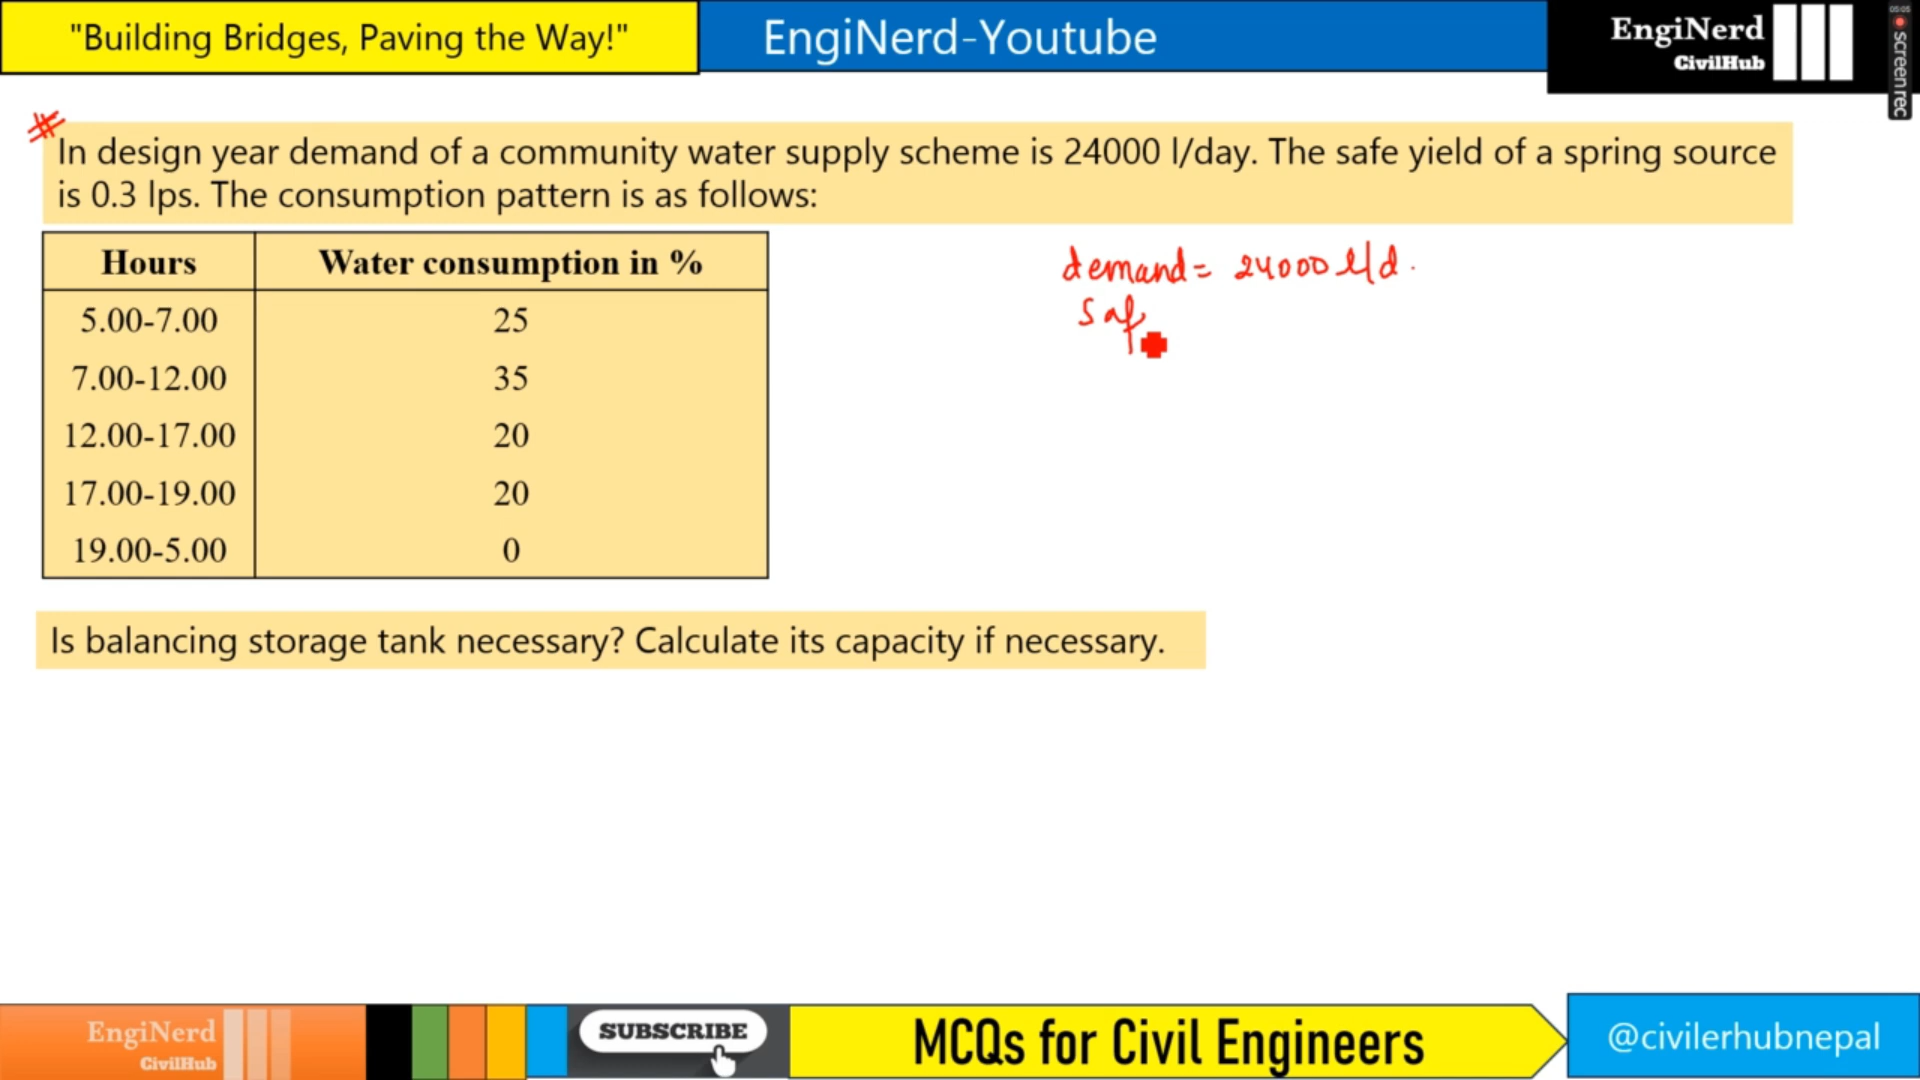 "Building Bridges, Paving the Way!"
EngiNerd-Youtube
EngiNerd
CivilHub
05:05
screen rec
#
In design year demand of a community water supply scheme is 24000 l/day. The safe yield of a spring source
is 0.3 lps. The consumption pattern is as follows:
Hours Water consumption in %
5.00-7.00 25
7.00-12.00 35
12.00-17.00 20
17.00-19.00 20
19.00-5.00 0
demand = 24000 l/d.
Saf
Is balancing storage tank necessary? Calculate its capacity if necessary.
EngiNerd
CivilHub
SUBSCRIBE
MCQs for Civil Engineers
@civilerhubnepal